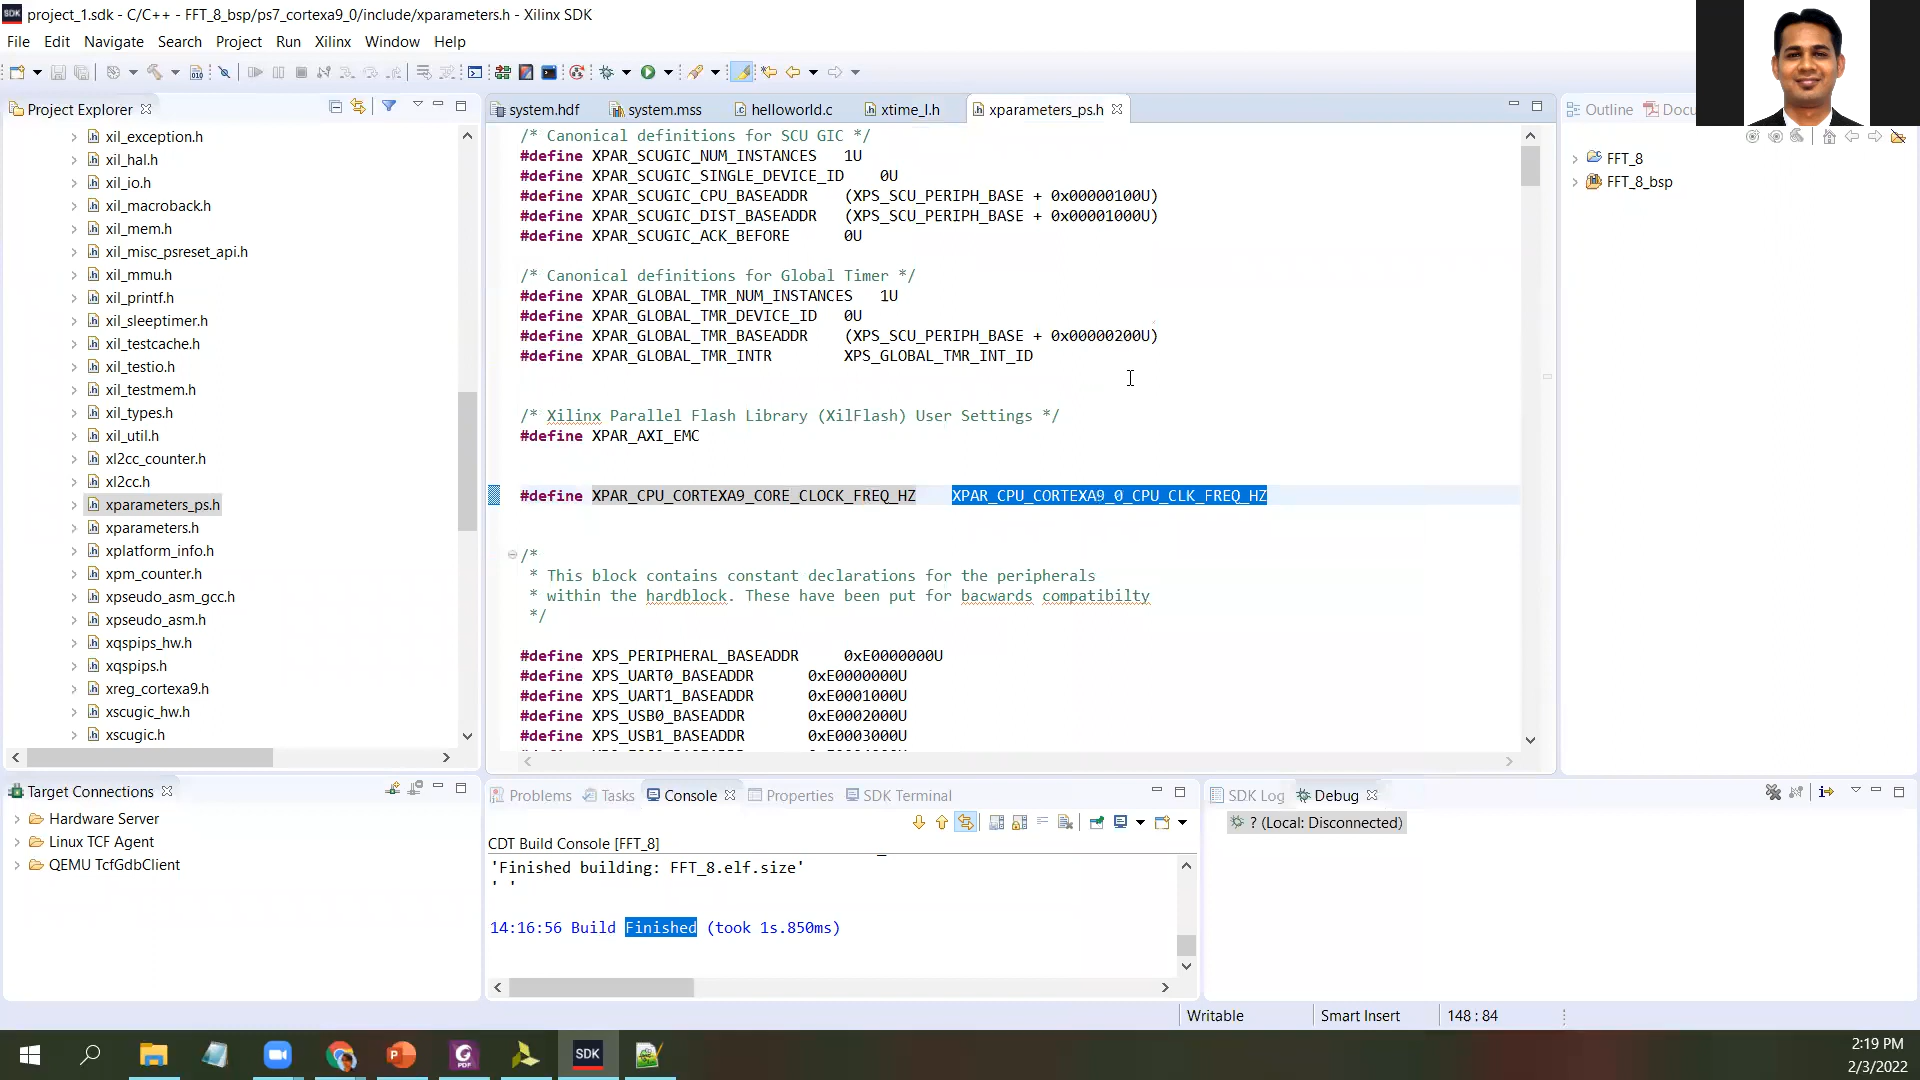 project_1.sdk - C/C++ - FFT_8_bsp/ps7_cortexa9_0/include/xparameters.h - Xilinx SDK
File Edit Navigate Search Project Run Xilinx Window Help
Project Explorer
xil_exception.h
xil_hal.h
xil_io.h
xil_macroback.h
xil_mem.h
xil_misc_psreset_api.h
xil_mmu.h
xil_printf.h
xil_sleeptimer.h
xil_testcache.h
xil_testio.h
xil_testmem.h
xil_types.h
xil_util.h
xl2cc_counter.h
xl2cc.h
xparameters_ps.h
xparameters.h
xplatform_info.h
xpm_counter.h
xpseudo_asm_gcc.h
xpseudo_asm.h
xqspips_hw.h
xqspips.h
xreg_cortexa9.h
xscugic_hw.h
xscugic.h
system.hdf system.mss helloworld.c xtime_l.h xparameters_ps.h
/* Canonical definitions for SCU GIC */
#define XPAR_SCUGIC_NUM_INSTANCES 1U
#define XPAR_SCUGIC_SINGLE_DEVICE_ID 0U
#define XPAR_SCUGIC_CPU_BASEADDR (XPS_SCU_PERIPH_BASE + 0x00000100U)
#define XPAR_SCUGIC_DIST_BASEADDR (XPS_SCU_PERIPH_BASE + 0x00001000U)
#define XPAR_SCUGIC_ACK_BEFORE 0U
/* Canonical definitions for Global Timer */
#define XPAR_GLOBAL_TMR_NUM_INSTANCES 1U
#define XPAR_GLOBAL_TMR_DEVICE_ID 0U
#define XPAR_GLOBAL_TMR_BASEADDR (XPS_SCU_PERIPH_BASE + 0x00000200U)
#define XPAR_GLOBAL_TMR_INTR XPS_GLOBAL_TMR_INT_ID
/* Xilinx Parallel Flash Library (XilFlash) User Settings */
#define XPAR_AXI_EMC
#define XPAR_CPU_CORTEXA9_CORE_CLOCK_FREQ_HZ XPAR_CPU_CORTEXA9_0_CPU_CLK_FREQ_HZ
/*
* This block contains constant declarations for the peripherals
* within the hardblock. These have been put for bacwards compatibilty
*/
#define XPS_PERIPHERAL_BASEADDR 0xE0000000U
#define XPS_UART0_BASEADDR 0xE0000000U
#define XPS_UART1_BASEADDR 0xE0001000U
#define XPS_USB0_BASEADDR 0xE0002000U
#define XPS_USB1_BASEADDR 0xE0003000U
Outline Docu
FFT_8
FFT_8_bsp
Target Connections
Hardware Server
Linux TCF Agent
QEMU TcfGdbClient
Problems Tasks Console Properties SDK Terminal
CDT Build Console [FFT_8]
'Finished building: FFT_8.elf.size'
' '
14:16:56 Build Finished (took 1s.850ms)
SDK Log Debug
? (Local: Disconnected)
Writable Smart Insert 148 : 84
SDK
2:19 PM
2/3/2022